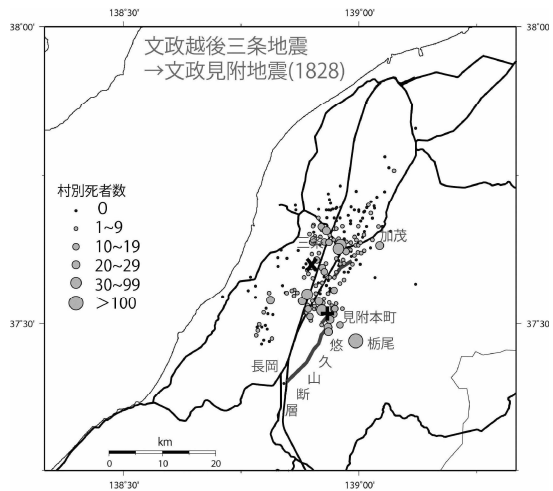 138°30'
139°00'
38°00'
38°00'
文政越後三条地震
→文政見附地震(1828)
村別死者数
0
1~9
10~19
20~29
30~99
>100
三条
加茂
見附本町
37°30'
37°30'
悠
久
山
断
層
栃尾
長岡
km
0
10
20
138°30'
139°00'